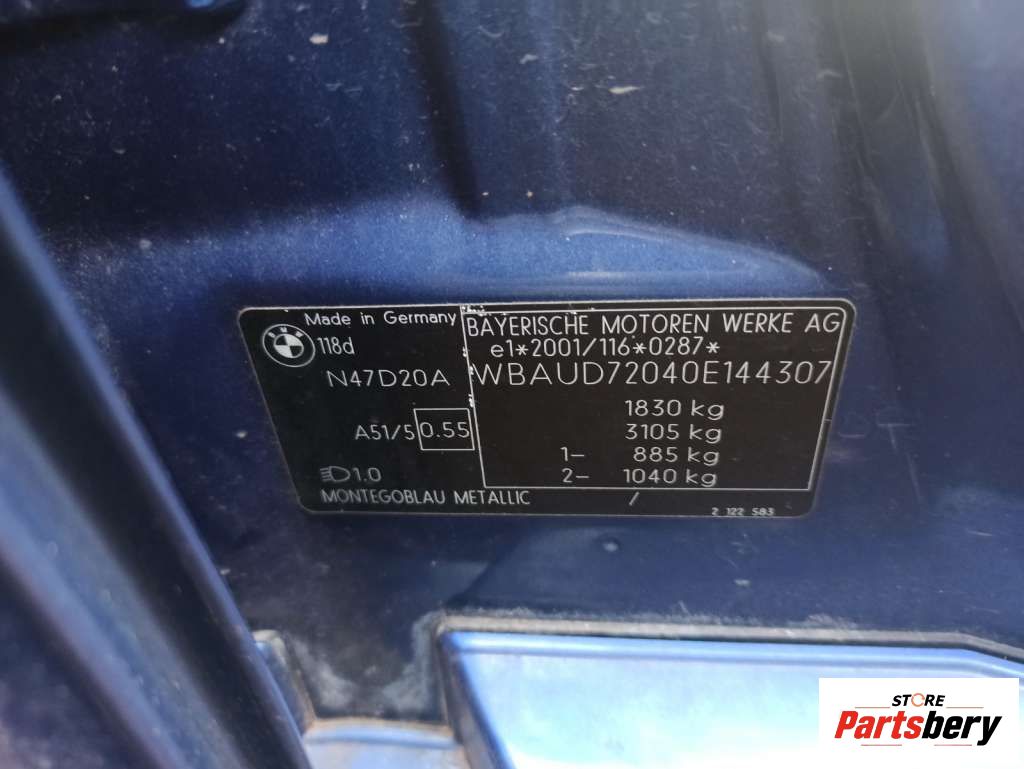 Made in Germany
BMW
118d
N47D20A
A51/5 0.55
1.0
MONTEGOBLAU METALLIC /
BAYERISCHE MOTOREN WERKE AG
e1*2001/116*0287*
WBAUD72040E144307
1830 kg
3105 kg
1– 885 kg
2– 1040 kg
2 122 583
STORE
Partsbery